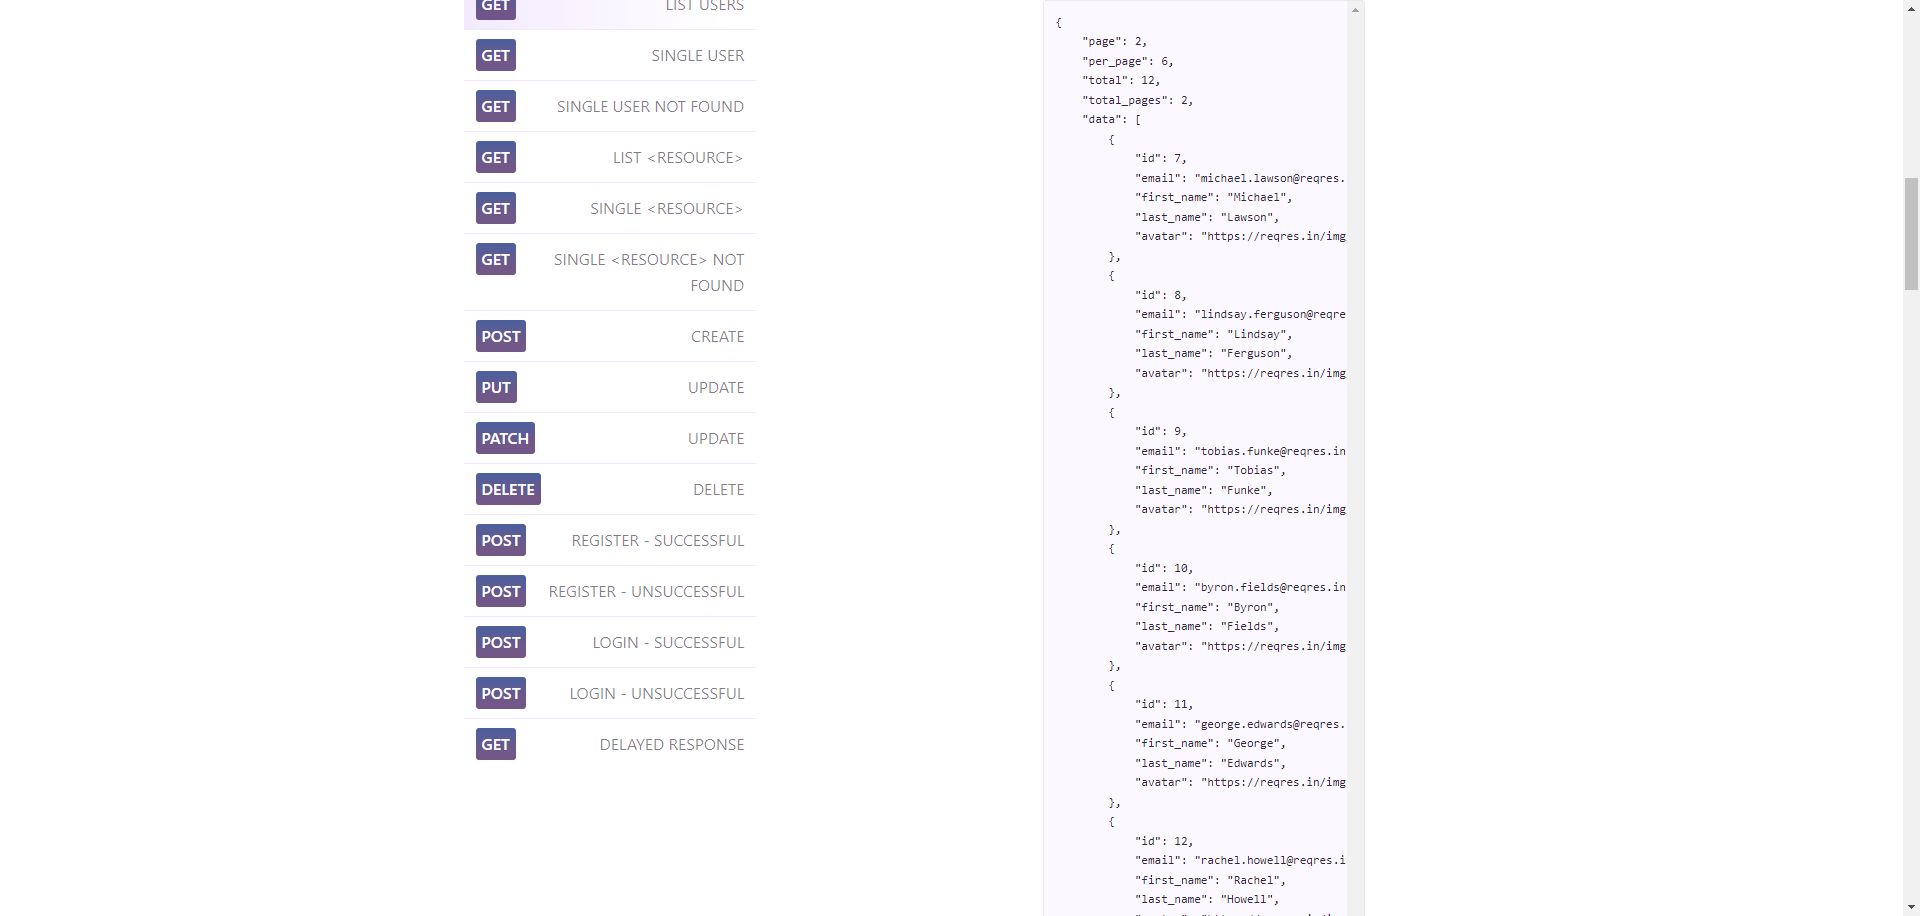 GET LIST USERS
GET SINGLE USER
GET SINGLE USER NOT FOUND
GET LIST <RESOURCE>
GET SINGLE <RESOURCE>
GET SINGLE <RESOURCE> NOT
FOUND
POST CREATE
PUT UPDATE
PATCH UPDATE
DELETE DELETE
POST REGISTER - SUCCESSFUL
POST REGISTER - UNSUCCESSFUL
POST LOGIN - SUCCESSFUL
POST LOGIN - UNSUCCESSFUL
GET DELAYED RESPONSE
{
"page": 2,
"per_page": 6,
"total": 12,
"total_pages": 2,
"data": [
{
"id": 7,
"email": "michael.lawson@reqres.
"first_name": "Michael",
"last_name": "Lawson",
"avatar": "https://reqres.in/img
},
{
"id": 8,
"email": "lindsay.ferguson@reqre
"first_name": "Lindsay",
"last_name": "Ferguson",
"avatar": "https://reqres.in/img
},
{
"id": 9,
"email": "tobias.funke@reqres.in
"first_name": "Tobias",
"last_name": "Funke",
"avatar": "https://reqres.in/img
},
{
"id": 10,
"email": "byron.fields@reqres.in
"first_name": "Byron",
"last_name": "Fields",
"avatar": "https://reqres.in/img
},
{
"id": 11,
"email": "george.edwards@reqres.
"first_name": "George",
"last_name": "Edwards",
"avatar": "https://reqres.in/img
},
{
"id": 12,
"email": "rachel.howell@reqres.i
"first_name": "Rachel",
"last_name": "Howell",